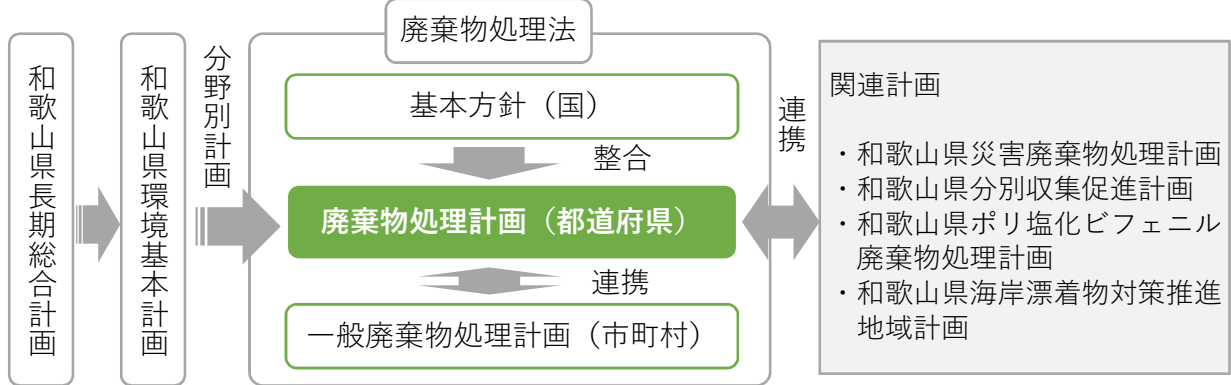 和歌山県長期総合計画
和歌山県環境基本計画
分野別計画
廃棄物処理法
基本方針（国）
整合
廃棄物処理計画（都道府県）
連携
一般廃棄物処理計画（市町村）
連携
関連計画
・和歌山県災害廃棄物処理計画
・和歌山県分別収集促進計画
・和歌山県ポリ塩化ビフェニル
廃棄物処理計画
・和歌山県海岸漂着物対策推進
地域計画